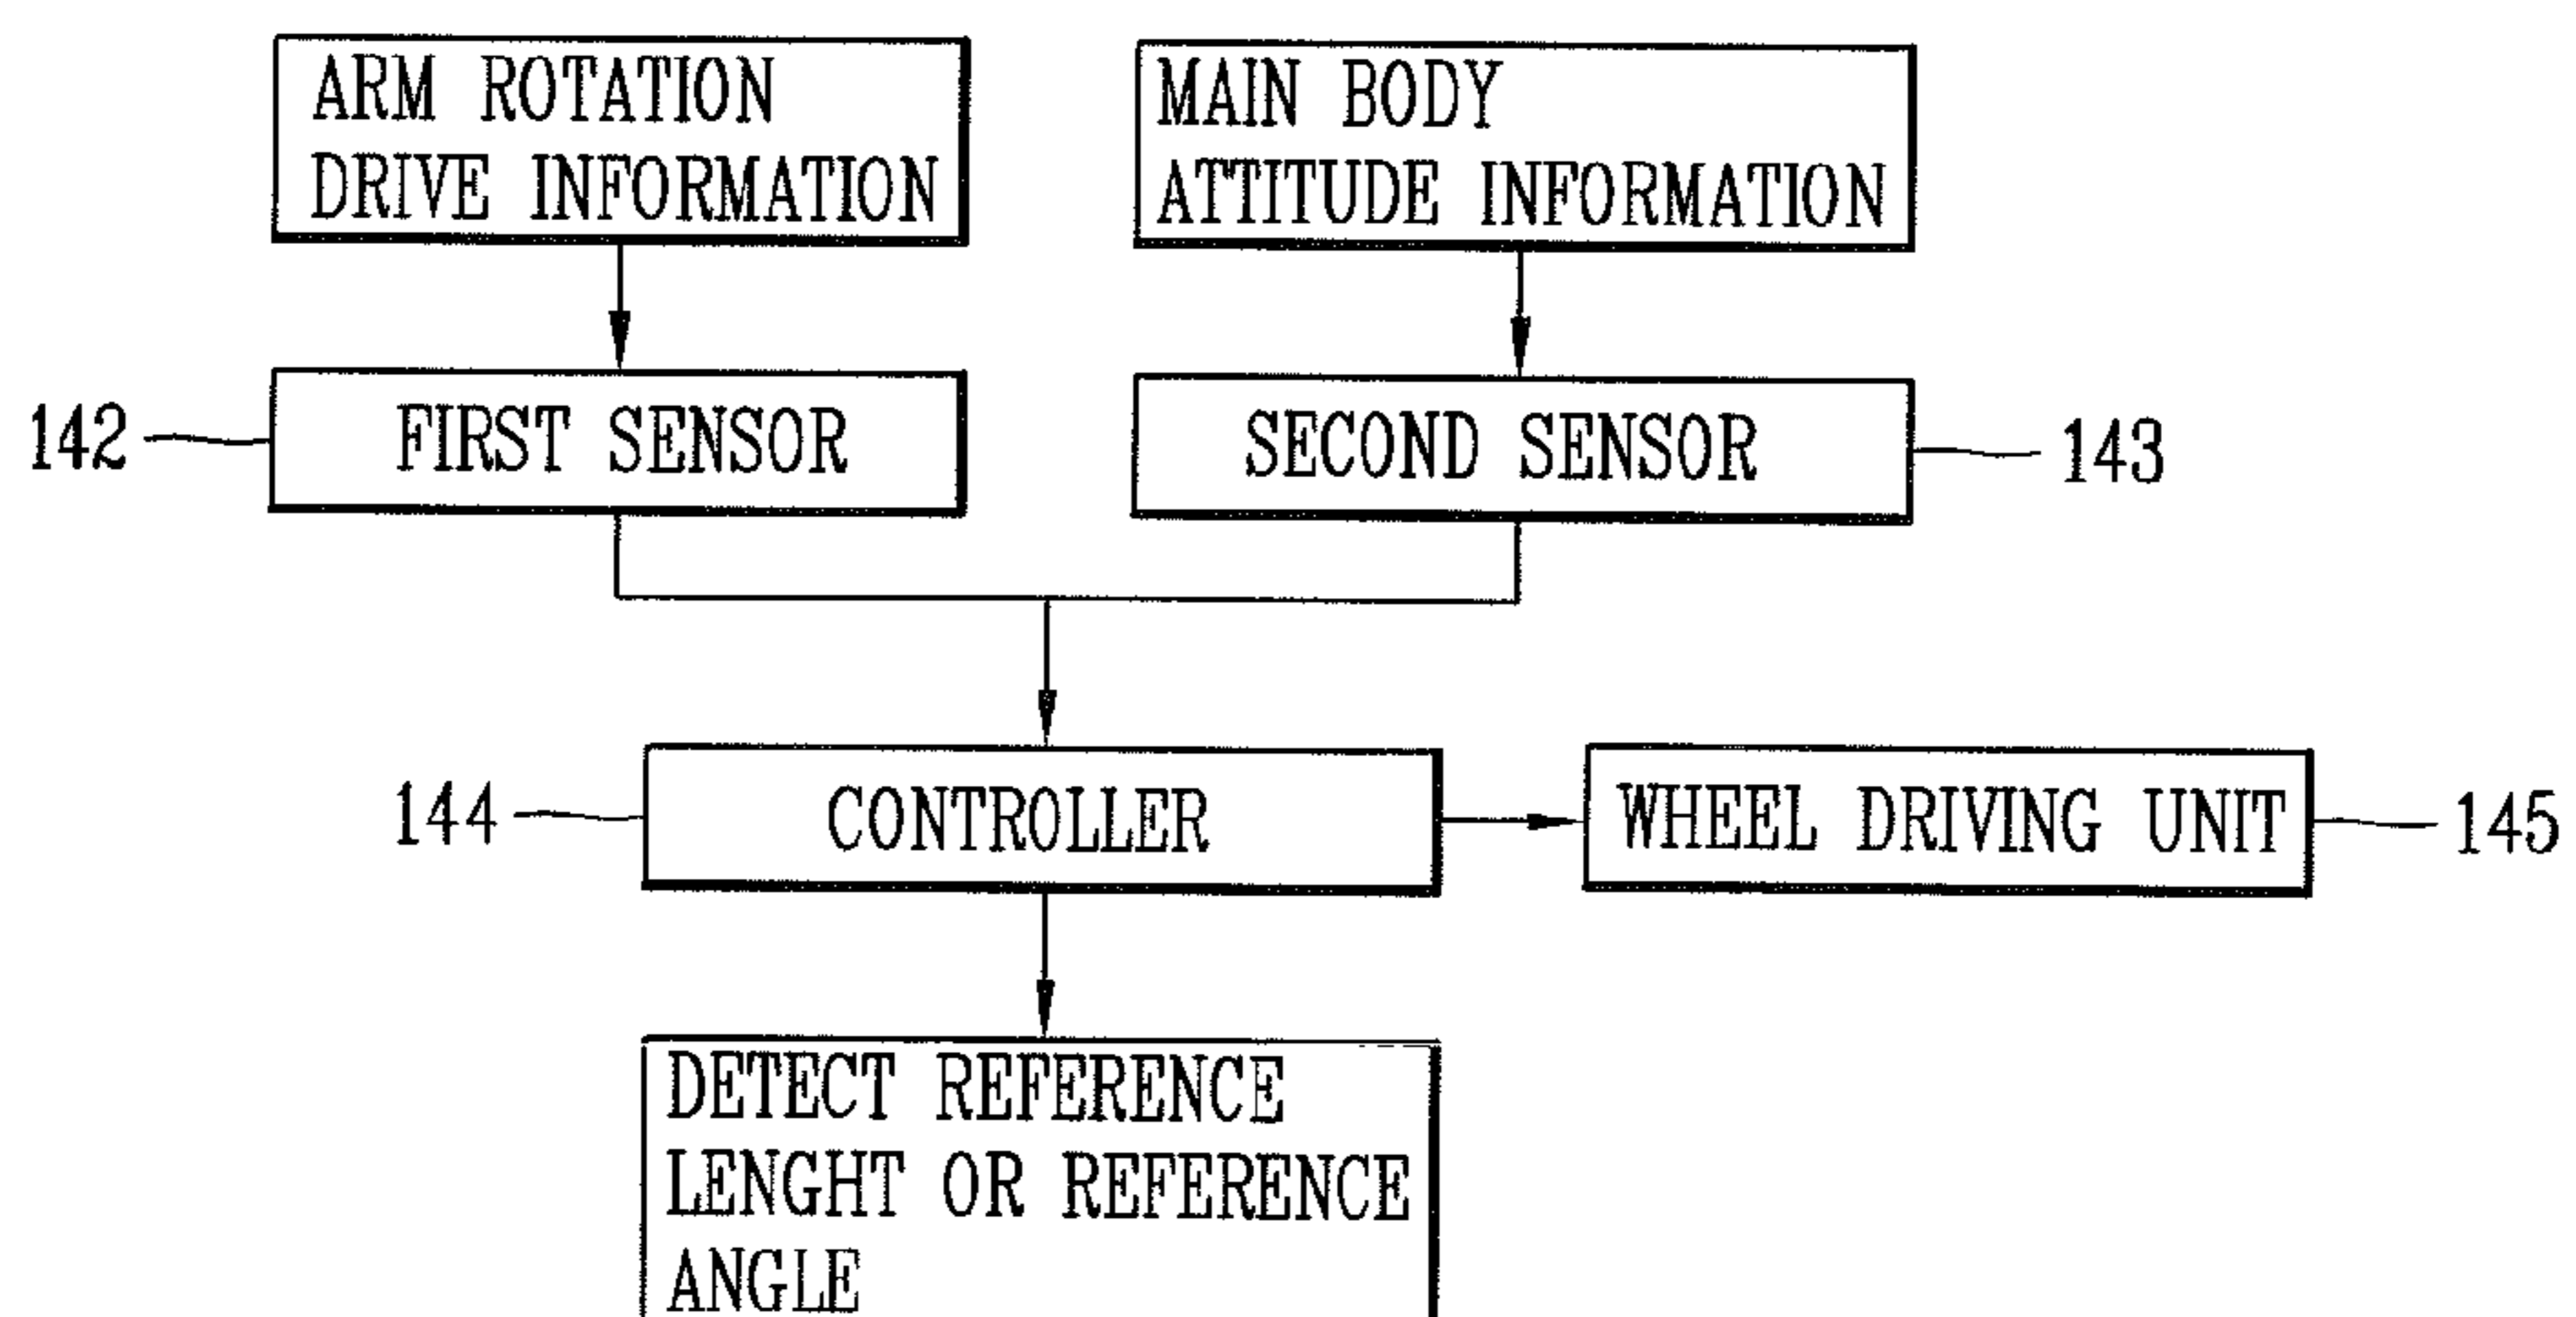 ARM ROTATION
DRIVE INFORMATION
MAIN BODY
ATTITUDE INFORMATION
142
FIRST SENSOR
SECOND SENSOR
143
144
CONTROLLER
WHEEL DRIVING UNIT
145
DETECT REFERENCE
LENGHT OR REFERENCE
ANGLE